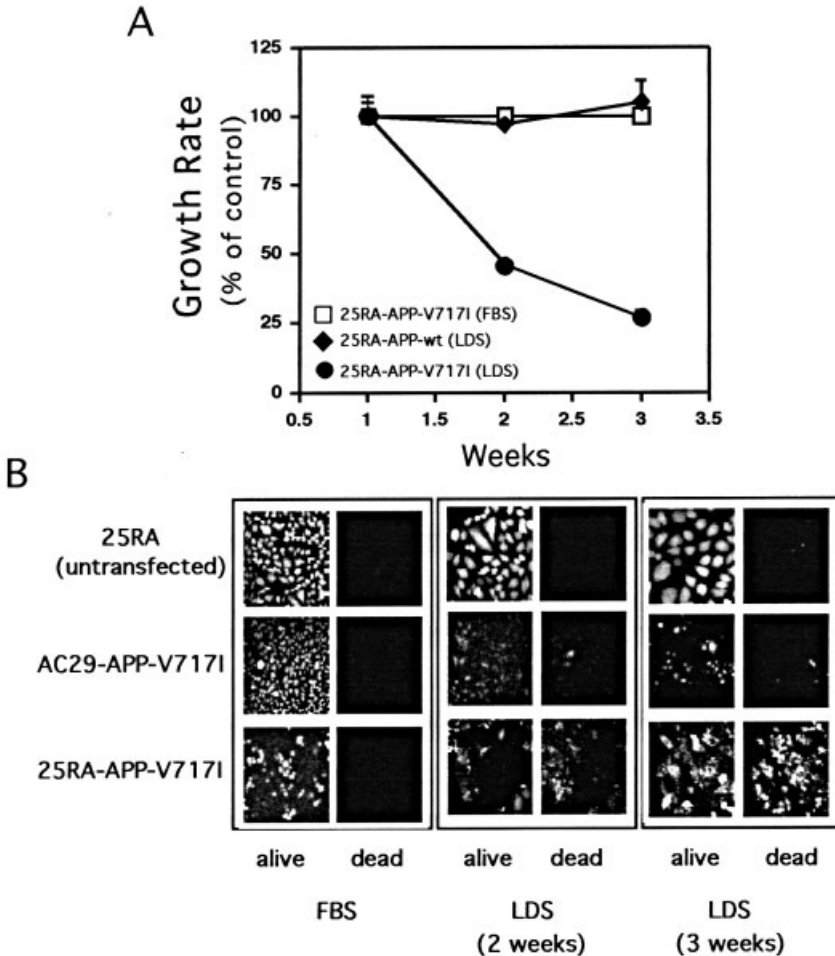 A
125
100
75
50
25
0
Growth Rate
(% of control)
25RA-APP-V717I (FBS)
25RA-APP-wt (LDS)
25RA-APP-V717I (LDS)
0.5 1 1.5 2 2.5 3 3.5
Weeks
B
25RA
(untransfected)
AC29-APP-V717I
25RA-APP-V717I
alive dead alive dead alive dead
FBS LDS LDS
(2 weeks) (3 weeks)